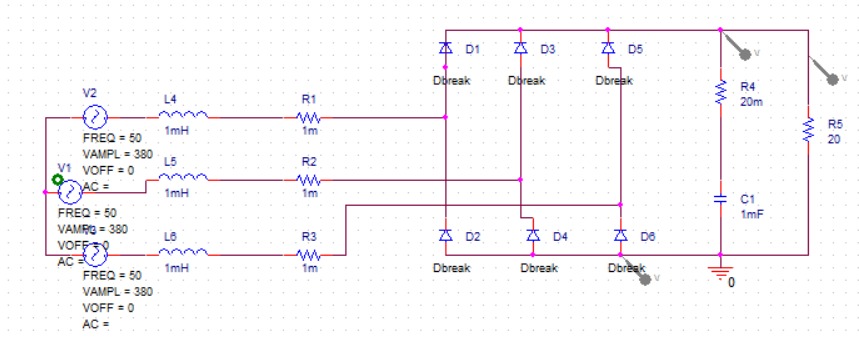 D1
D3
D5
V
V
Dbreak
Dbreak
Dbreak
V2
L4
R1
R4
20m
1mH
1m
FREQ = 50
VAMPL = 380
VOFF = 0
AC =
R5
20
V1
L5
R2
1mH
1m
FREQ = 50
VAMPL = 380
VOFF = 0
AC =
C1
1mF
L6
R3
1mH
1m
D2
D4
D6
Dbreak
Dbreak
Dbreak
V
0
FREQ = 50
VAMPL = 380
VOFF = 0
AC =